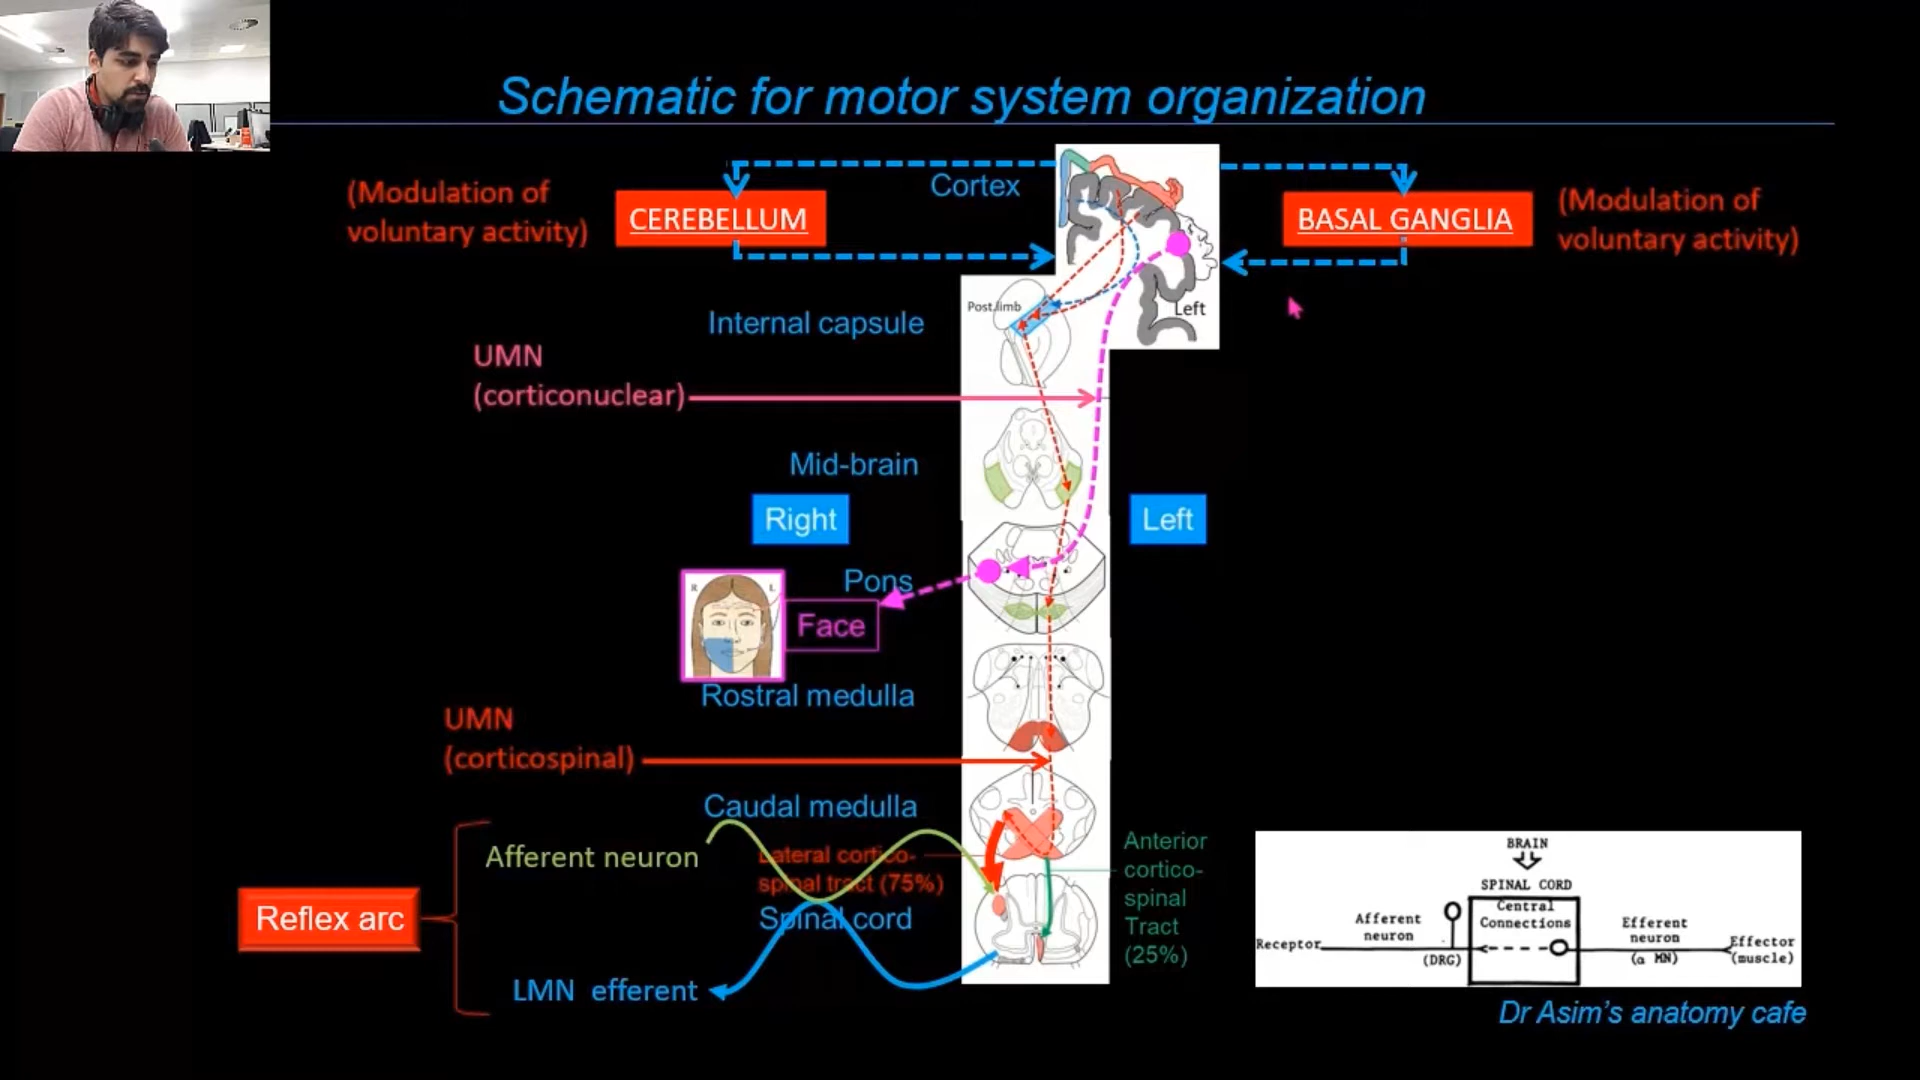 Schematic for motor system organization
(Modulation of
voluntary activity)
CEREBELLUM
Cortex
BASAL GANGLIA
(Modulation of
voluntary activity)
Post.limb
Left
Internal capsule
UMN
(corticonuclear)
Mid-brain
Right
Left
Pons
R
L
Face
Rostral medulla
UMN
(corticospinal)
Caudal medulla
Afferent neuron
Lateral cortico-
spinal tract (75%)
Spinal cord
Reflex arc
LMN efferent
Anterior
cortico-
spinal
Tract
(25%)
BRAIN
SPINAL CORD
Central
Connections
Afferent
neuron
Receptor
(DRG)
Efferent
neuron
(α MN)
Effector
(muscle)
Dr Asim's anatomy cafe